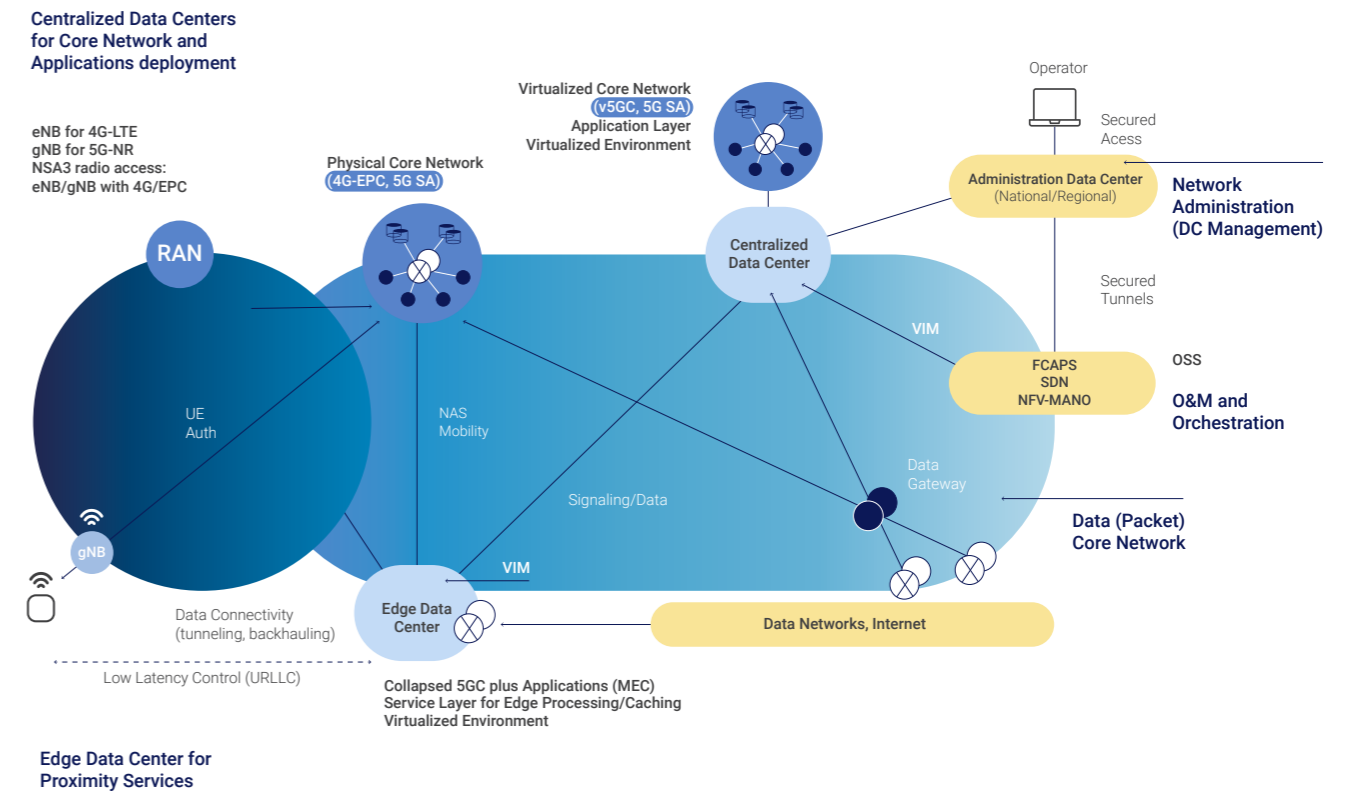 Centralized Data Centers
for Core Network and
Applications deployment
eNB for 4G-LTE
gNB for 5G-NR
NSA3 radio access:
eNB/gNB with 4G/EPC
RAN
Physical Core Network
(4G-EPC, 5G SA)
Virtualized Core Network
(v5GC, 5G SA)
Application Layer
Virtualized Environment
Operator
Secured
Acess
Administration Data Center
(National/Regional)
Network
Administration
(DC Management)
Centralized
Data Center
Secured
Tunnels
VIM
FCAPS
SDN
NFV-MANO
OSS
O&M and
Orchestration
UE
Auth
NAS
Mobility
Signaling/Data
Data
Gateway
Data (Packet)
Core Network
gNB
VIM
Edge Data
Center
Data Networks, Internet
Data Connectivity
(tunneling, backhauling)
Low Latency Control (URLLC)
Collapsed 5GC plus Applications (MEC)
Service Layer for Edge Processing/Caching
Virtualized Environment
Edge Data Center for
Proximity Services